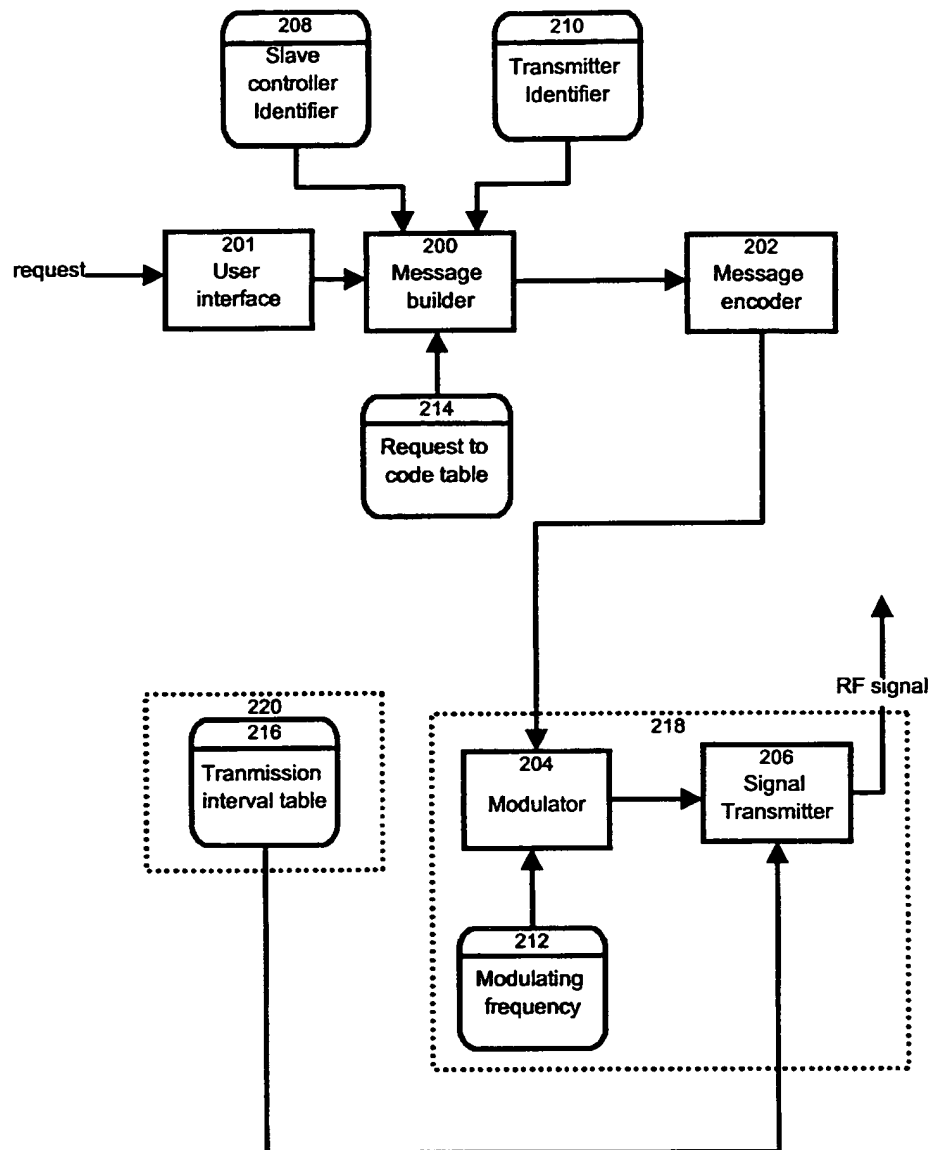 208
Slave
controller
Identifier
210
Transmitter
Identifier
request
201
User
interface
200
Message
builder
202
Message
encoder
214
Request to
code table
RF signal
220
216
Tranmission
interval table
218
204
Modulator
206
Signal
Transmitter
212
Modulating
frequency